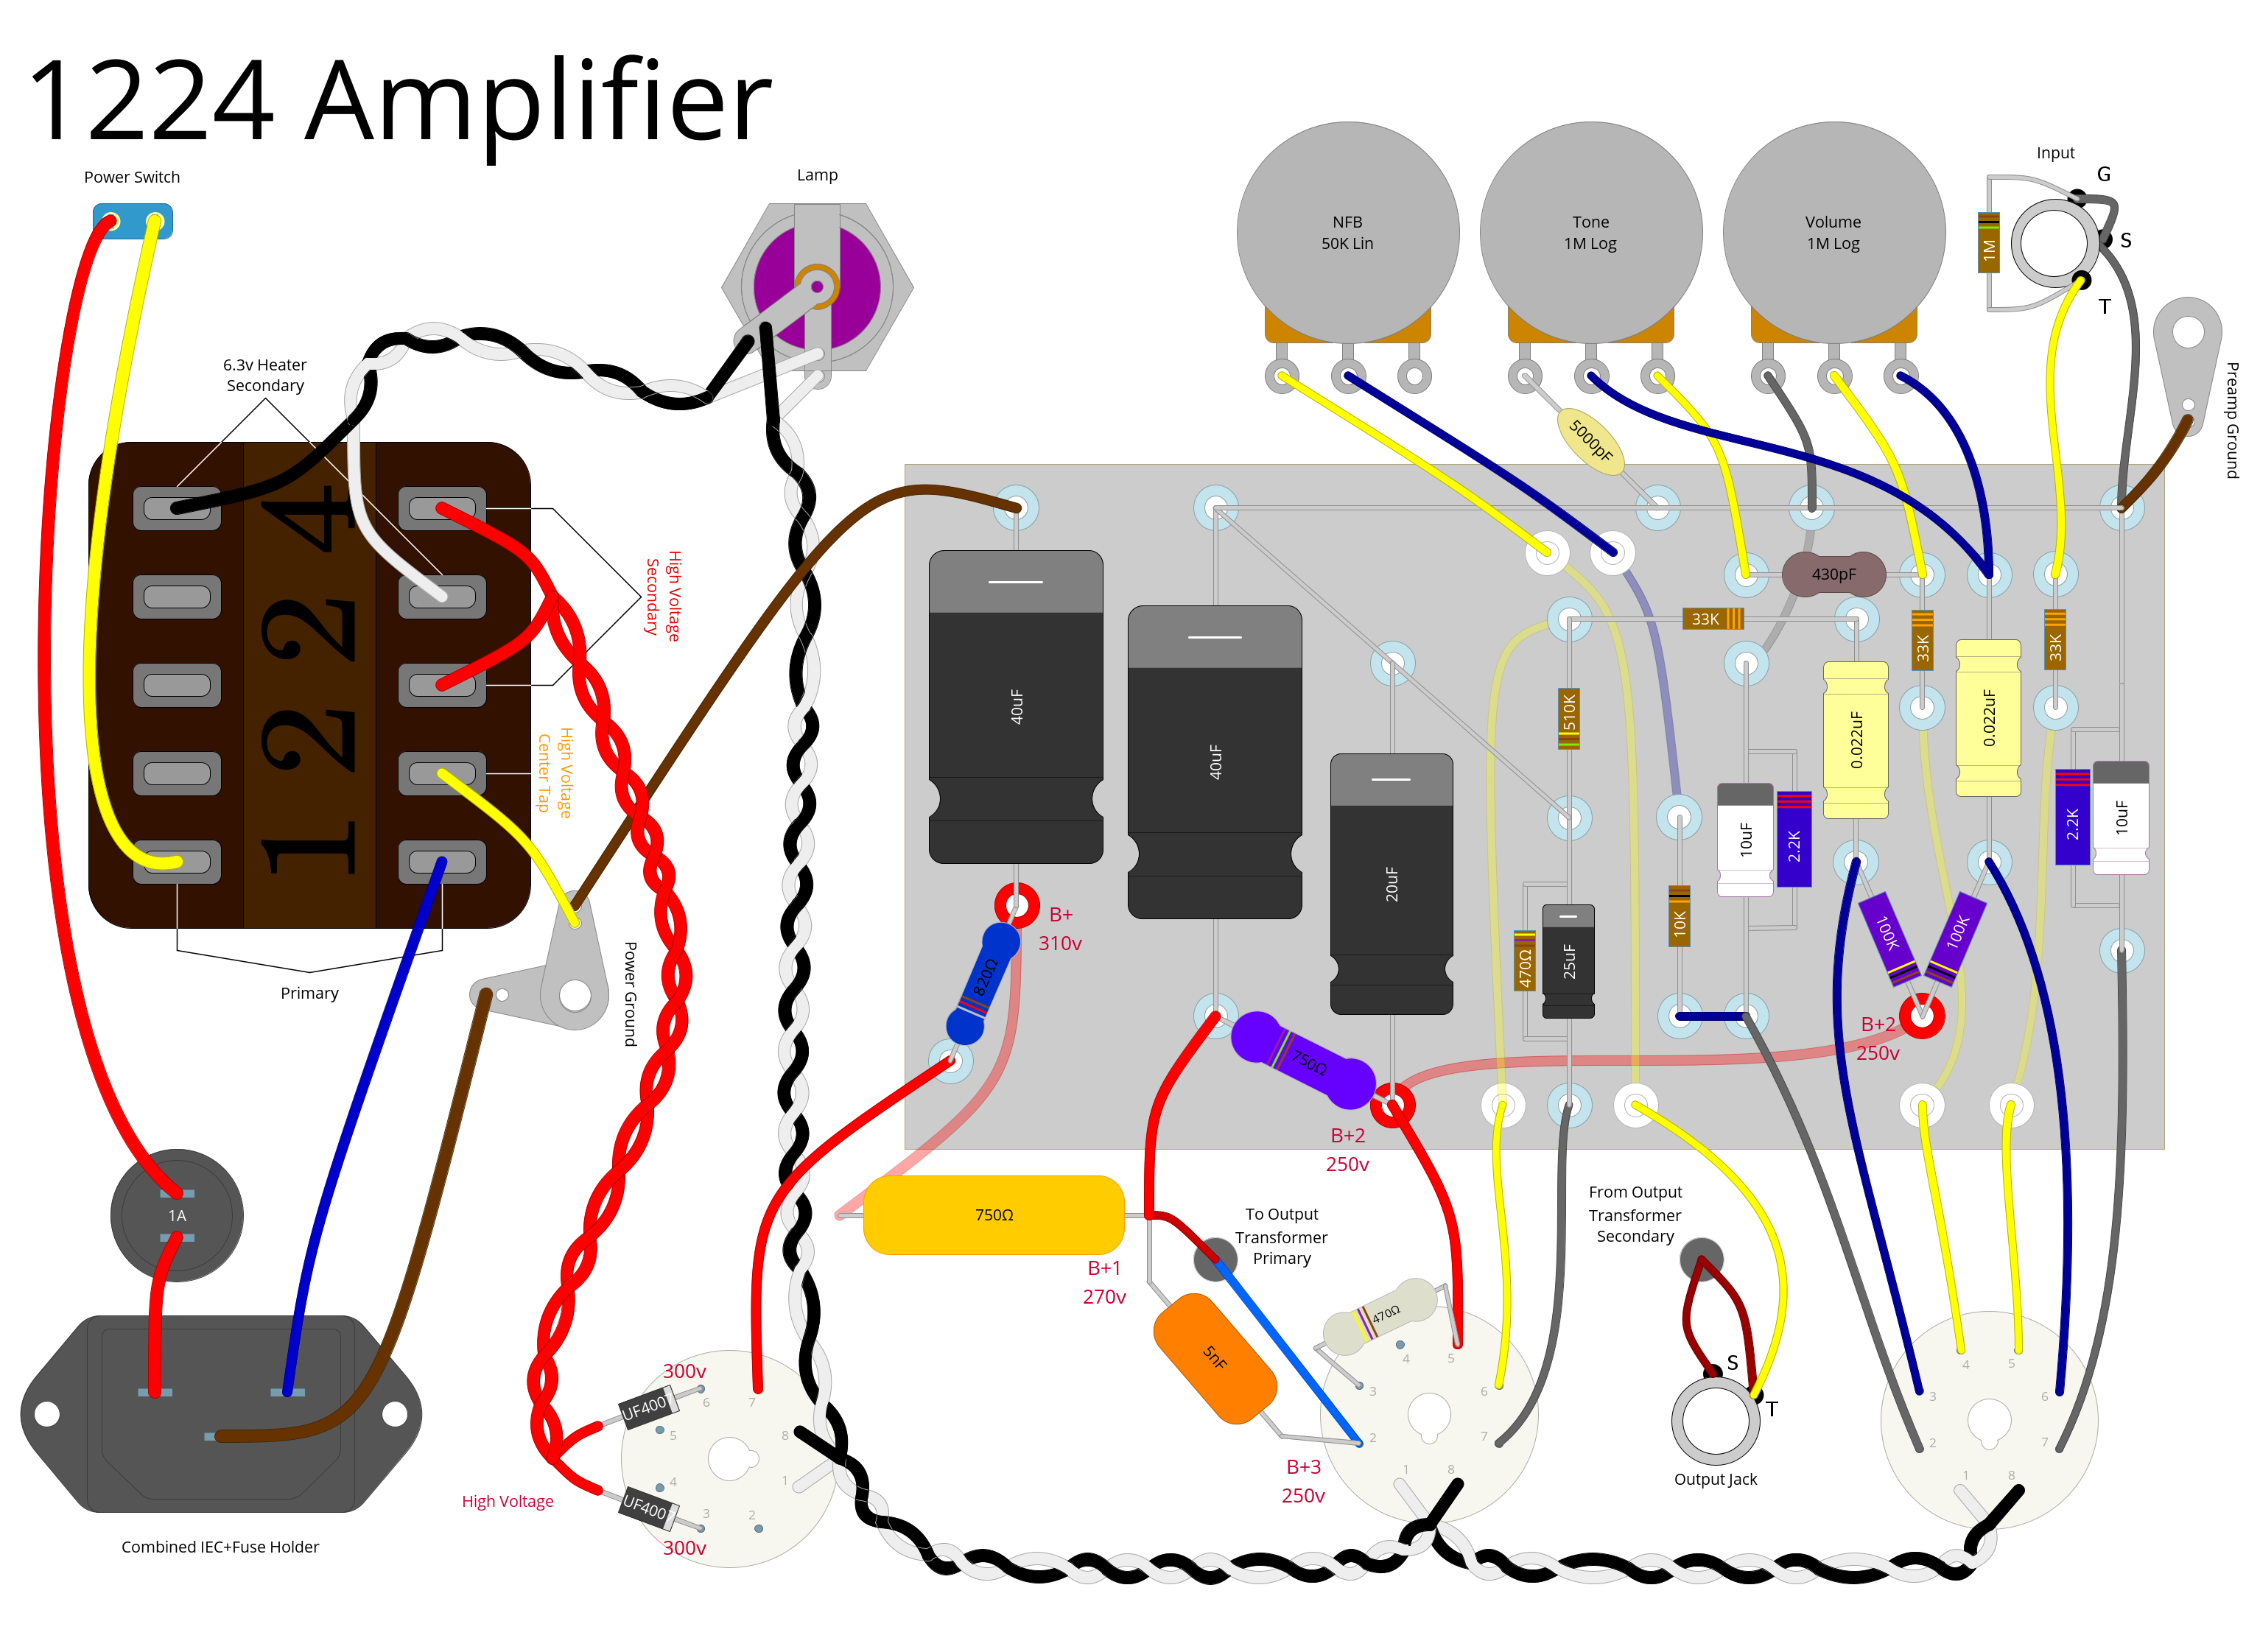 1224 Amplifier
Power Switch
Lamp
Input
G
S
T
NFB
50K Lin
Tone
1M Log
Volume
1M Log
1M
Preamp Ground
6.3v Heater
Secondary
5000pF
1224
High Voltage
Secondary
High Voltage
Center Tap
430pF
33K
33K
33K
40uF
40uF
20uF
510K
0.022uF
0.022uF
10uF
2.2K
2.2K
10uF
B+
310v
820Ω
10K
470Ω
25uF
100K
100K
Primary
Power Ground
B+2
250v
750Ω
B+2
250v
1A
750Ω
To Output
Transformer
Primary
From Output
Transformer
Secondary
B+1
270v
5nF
470Ω
300v
UF400
6
7
5
8
4
1
3
2
UF400
300v
High Voltage
4
5
3
6
2
7
1
8
B+3
250v
S
T
Output Jack
4
5
3
6
2
7
1
8
Combined IEC+Fuse Holder